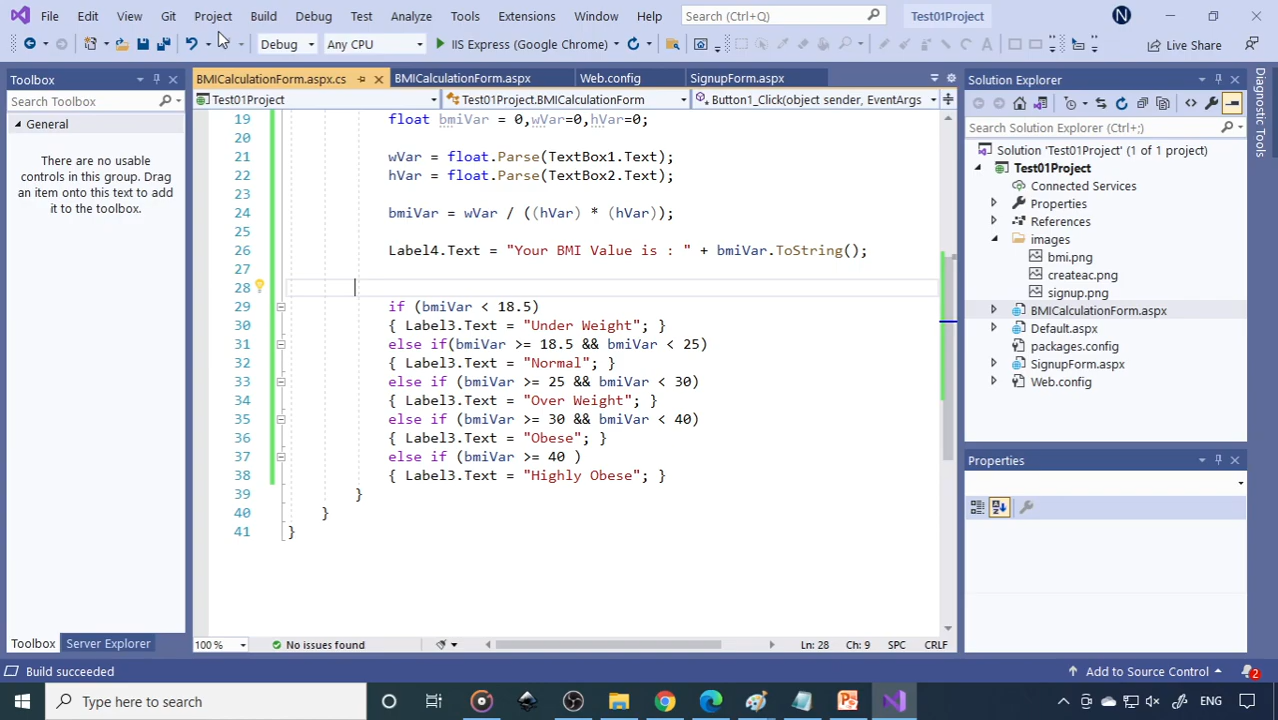 File Edit View Git Project Build Debug Test Analyze Tools Extensions Window Help Search (Ctrl+Q) Test01Project N
Debug Any CPU IIS Express (Google Chrome) Live Share
Toolbox
Search Toolbox
General
There are no usable
controls in this group. Drag
an item onto this text to add
it to the toolbox.
Toolbox Server Explorer
BMICalculationForm.aspx.cs BMICalculationForm.aspx Web.config SignupForm.aspx
Test01Project Test01Project.BMICalculationForm Button1_Click(object sender, EventArgs
19 float bmiVar = 0,wVar=0,hVar=0;
20
21 wVar = float.Parse(TextBox1.Text);
22 hVar = float.Parse(TextBox2.Text);
23
24 bmiVar = wVar / ((hVar) * (hVar));
25
26 Label4.Text = "Your BMI Value is : " + bmiVar.ToString();
27
28
29 if (bmiVar < 18.5)
30 { Label3.Text = "Under Weight"; }
31 else if(bmiVar >= 18.5 && bmiVar < 25)
32 { Label3.Text = "Normal"; }
33 else if (bmiVar >= 25 && bmiVar < 30)
34 { Label3.Text = "Over Weight"; }
35 else if (bmiVar >= 30 && bmiVar < 40)
36 { Label3.Text = "Obese"; }
37 else if (bmiVar >= 40 )
38 { Label3.Text = "Highly Obese"; }
39 }
40 }
41 }
100 % No issues found Ln: 28 Ch: 9 SPC CRLF
Solution Explorer
Search Solution Explorer (Ctrl+;)
Solution 'Test01Project' (1 of 1 project)
Test01Project
Connected Services
Properties
References
images
bmi.png
createac.png
signup.png
BMICalculationForm.aspx
Default.aspx
packages.config
SignupForm.aspx
Web.config
Properties
Diagnostic Tools
Build succeeded Add to Source Control 2
Type here to search ENG